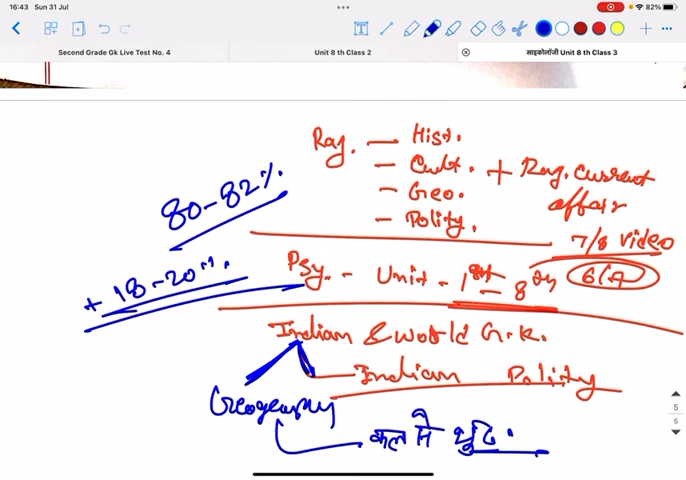 16:43 Sun 31 Jul
82%
Second Grade Gk Live Test No. 4
Unit 8 th Class 2
साइकोलॉजी Unit 8 th Class 3
Raj. — Hist.
— Cult. + Raj. Current affair
— Geo.
— Polity.
7/8 video
80-82%
Psy. - Unit - 1st - 8th
+ 18-20%.
Indian & World G.K.
Indian Polity
Geography
कल से
5
5